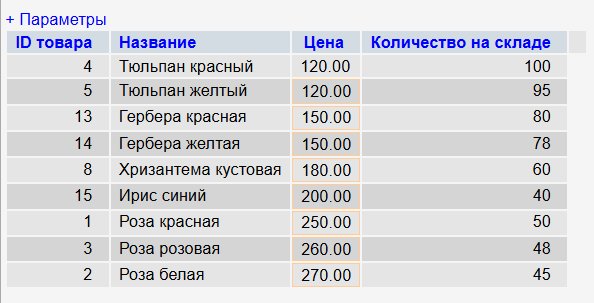 + Параметры
ID товара Название Цена Количество на складе
4 Тюльпан красный 120.00 100
5 Тюльпан желтый 120.00 95
13 Гербера красная 150.00 80
14 Гербера желтая 150.00 78
8 Хризантема кустовая 180.00 60
15 Ирис синий 200.00 40
1 Роза красная 250.00 50
3 Роза розовая 260.00 48
2 Роза белая 270.00 45